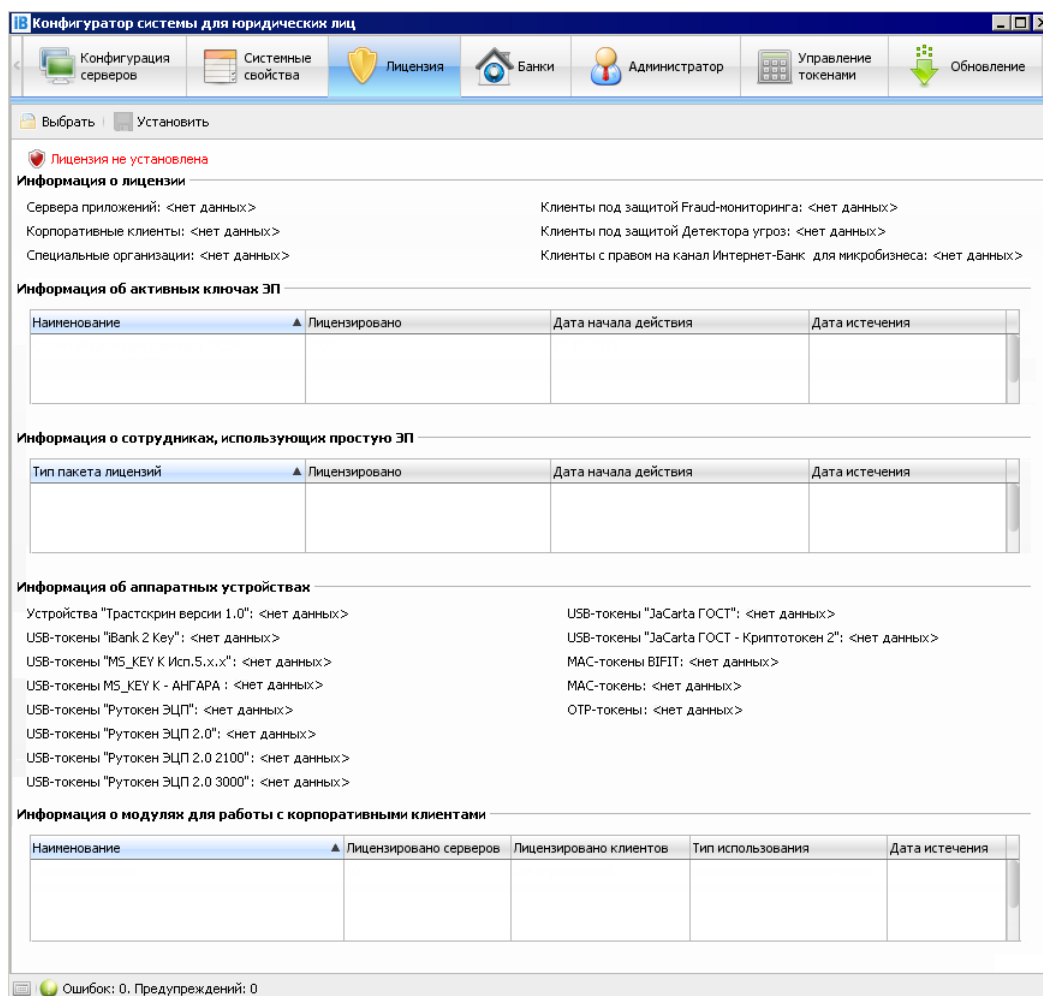 iB Конфигуратор системы для юридических лиц
Конфигурация серверов
Системные свойства
Лицензия
Банки
Администратор
Управление токенами
Обновление
Выбрать
Установить
Лицензия не установлена
Информация о лицензии
Сервера приложений: <нет данных>
Клиенты под защитой Fraud-мониторинга: <нет данных>
Корпоративные клиенты: <нет данных>
Клиенты под защитой Детектора угроз: <нет данных>
Специальные организации: <нет данных>
Клиенты с правом на канал Интернет-Банк для микробизнеса: <нет данных>
Информация об активных ключах ЭП
Наименование Лицензировано Дата начала действия Дата истечения
Информация о сотрудниках, использующих простую ЭП
Тип пакета лицензий Лицензировано Дата начала действия Дата истечения
Информация об аппаратных устройствах
Устройства "Трастскрин версии 1.0": <нет данных>
USB-токены "iBank 2 Key": <нет данных>
USB-токены "MS_KEY K Исп.5.x.x": <нет данных>
USB-токены MS_KEY K - АНГАРА : <нет данных>
USB-токены "Рутокен ЭЦП": <нет данных>
USB-токены "Рутокен ЭЦП 2.0": <нет данных>
USB-токены "Рутокен ЭЦП 2.0 2100": <нет данных>
USB-токены "Рутокен ЭЦП 2.0 3000": <нет данных>
USB-токены "JaCarta ГОСТ": <нет данных>
USB-токены "JaCarta ГОСТ - Криптотокен 2": <нет данных>
MAC-токены BIFIT: <нет данных>
MAC-токень: <нет данных>
OTP-токены: <нет данных>
Информация о модулях для работы с корпоративными клиентами
Наименование Лицензировано серверов Лицензировано клиентов Тип использования Дата истечения
Ошибок: 0. Предупреждений: 0